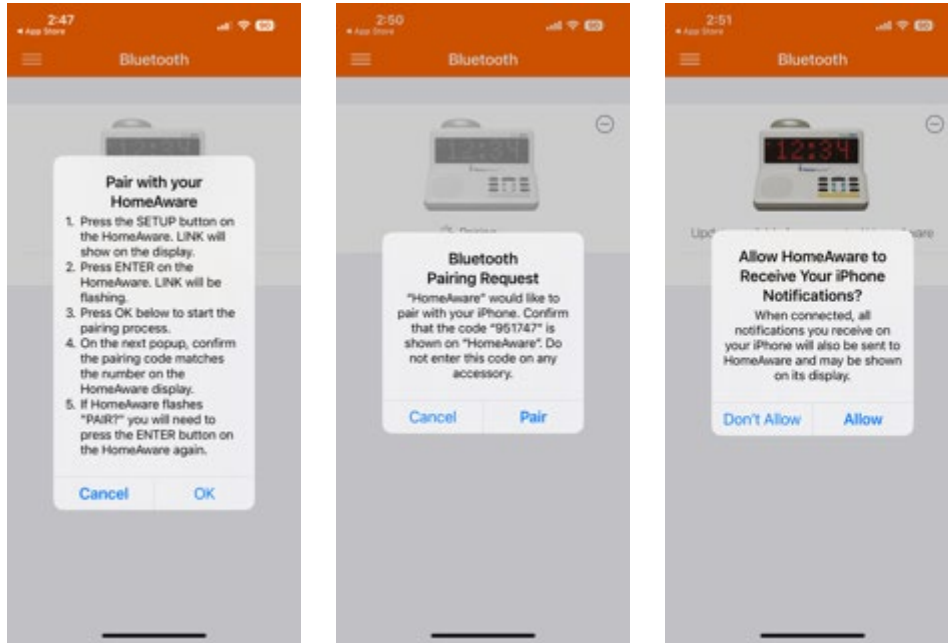 2:47
◀ App Store
90
Bluetooth
12:34
Pair with your
HomeAware
1. Press the SETUP button on
the HomeAware. LINK will
show on the display.
2. Press ENTER on the
HomeAware. LINK will be
flashing.
3. Press OK below to start the
pairing process.
4. On the next popup, confirm
the pairing code matches
the number on the
HomeAware display.
5. If HomeAware flashes
"PAIR?" you will need to
press the ENTER button on
the HomeAware again.
Cancel OK
2:50
◀ App Store
90
Bluetooth
12:34
Pairing
Bluetooth
Pairing Request
"HomeAware" would like to
pair with your iPhone. Confirm
that the code "951747" is
shown on "HomeAware". Do
not enter this code on any
accessory.
Cancel Pair
2:51
◀ App Store
90
Bluetooth
12:34
Allow HomeAware to
Receive Your iPhone
Notifications?
When connected, all
notifications you receive on
your iPhone will also be sent to
HomeAware and may be shown
on its display.
Don't Allow Allow